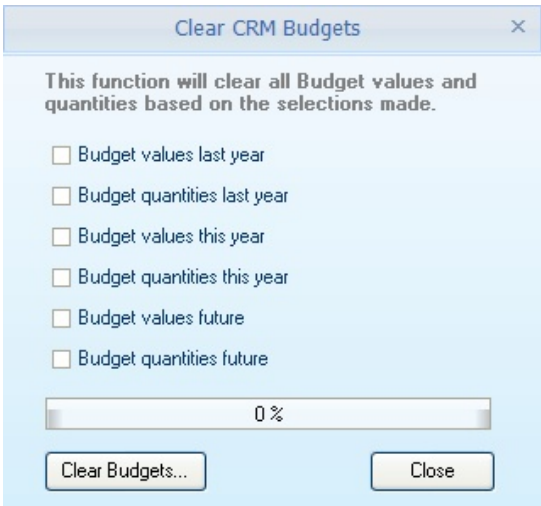 Clear CRM Budgets
This function will clear all Budget values and
quantities based on the selections made.
Budget values last year
Budget quantities last year
Budget values this year
Budget quantities this year
Budget values future
Budget quantities future
0 %
Clear Budgets...
Close